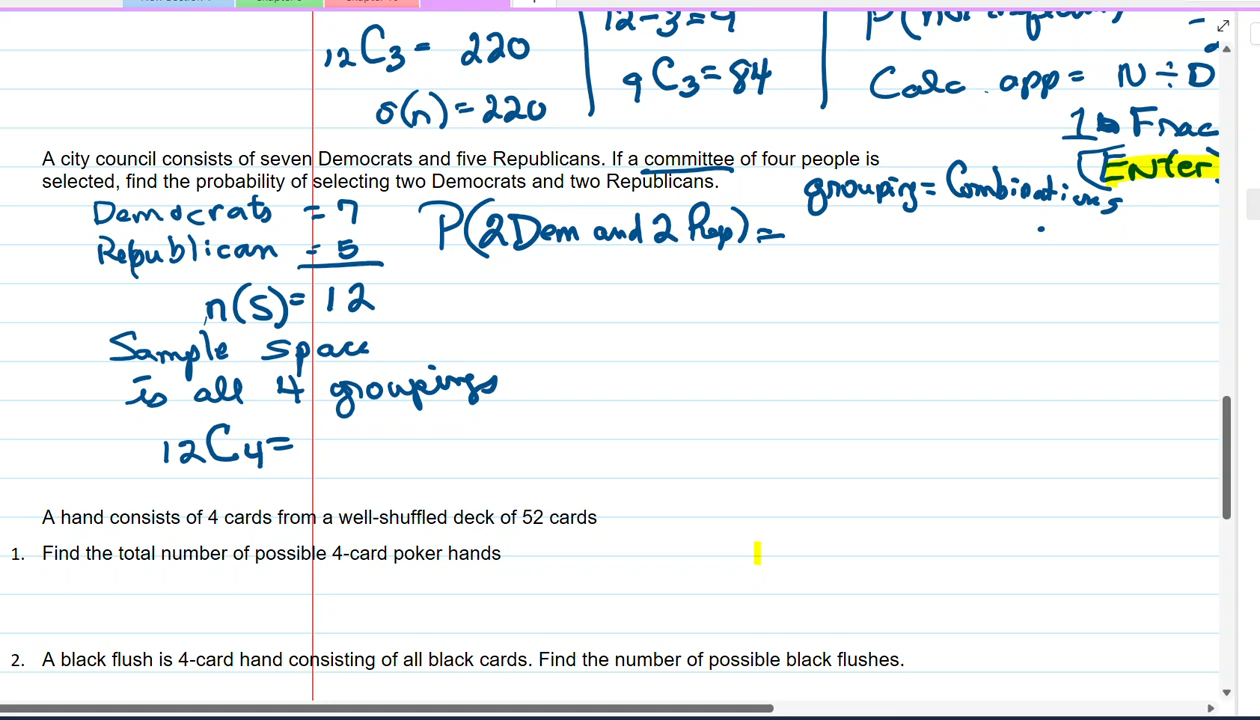 12C3 = 220
σ(n) = 220
12-3=9
9C3=84
Calc. app = N ÷ D
Frac
Enter
A city council consists of seven Democrats and five Republicans. If a committee of four people is
selected, find the probability of selecting two Democrats and two Republicans.
grouping = Combinations
Democrats = 7
Republican = 5
P(2Dem and 2 Rep) =
n(S)= 12
Sample space
is all 4 groupings
12C4=
A hand consists of 4 cards from a well-shuffled deck of 52 cards
1. Find the total number of possible 4-card poker hands
2. A black flush is 4-card hand consisting of all black cards. Find the number of possible black flushes.